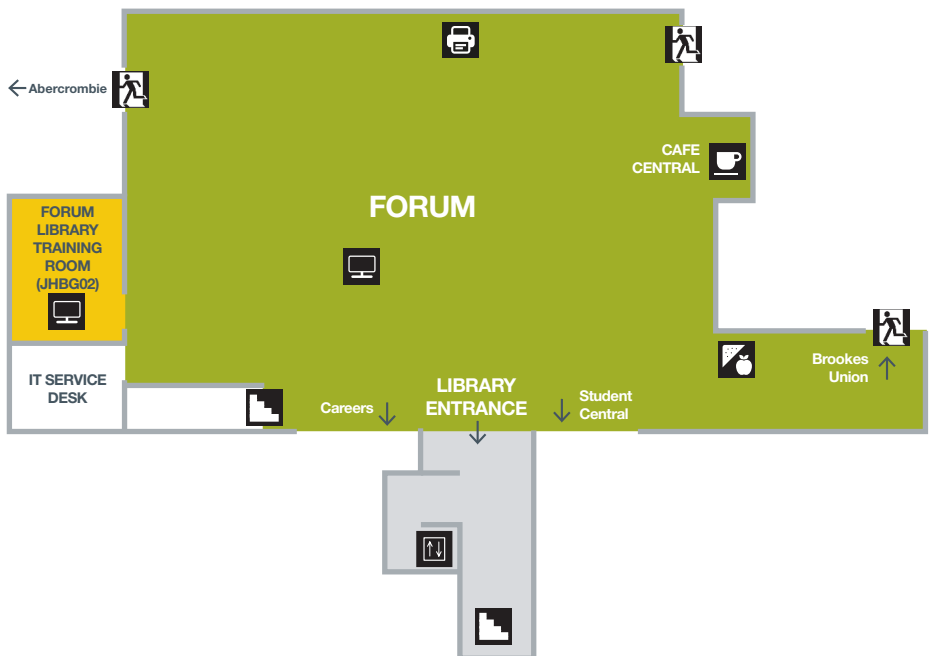 Abercrombie
CAFE
CENTRAL
FORUM
FORUM
LIBRARY
TRAINING
ROOM
(JHBG02)
IT SERVICE
DESK
Careers
LIBRARY
ENTRANCE
Student
Central
Brookes
Union